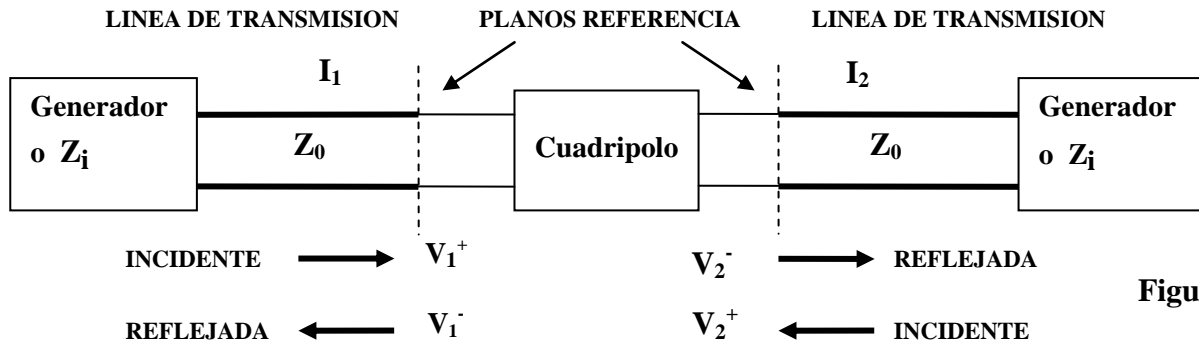 LINEA DE TRANSMISION PLANOS REFERENCIA LINEA DE TRANSMISION
I₁ I₂
Generador
o Zi
Z₀
Cuadripolo
Z₀
Generador
o Zi
INCIDENTE V₁⁺ V₂⁻ REFLEJADA
Figu
REFLEJADA V₁⁻ V₂⁺ INCIDENTE